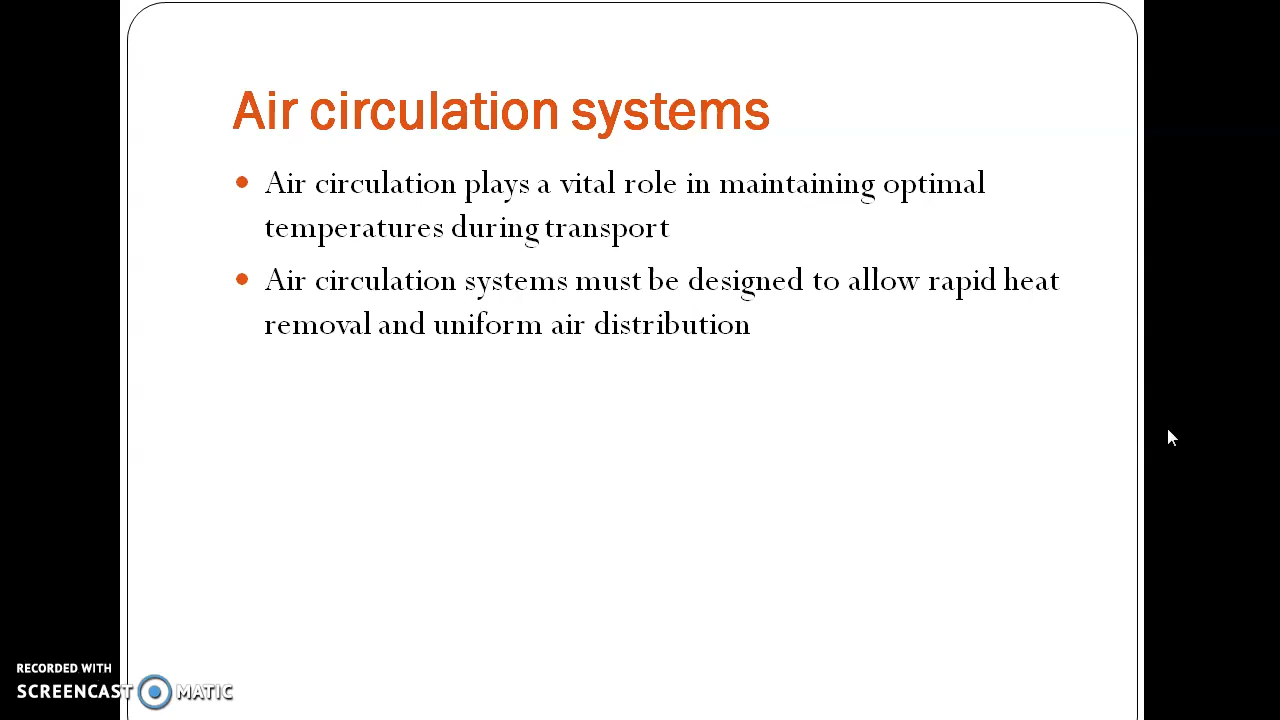 Air circulation systems
Air circulation plays a vital role in maintaining optimal
temperatures during transport
Air circulation systems must be designed to allow rapid heat
removal and uniform air distribution
RECORDED WITH
SCREENCAST MATIC